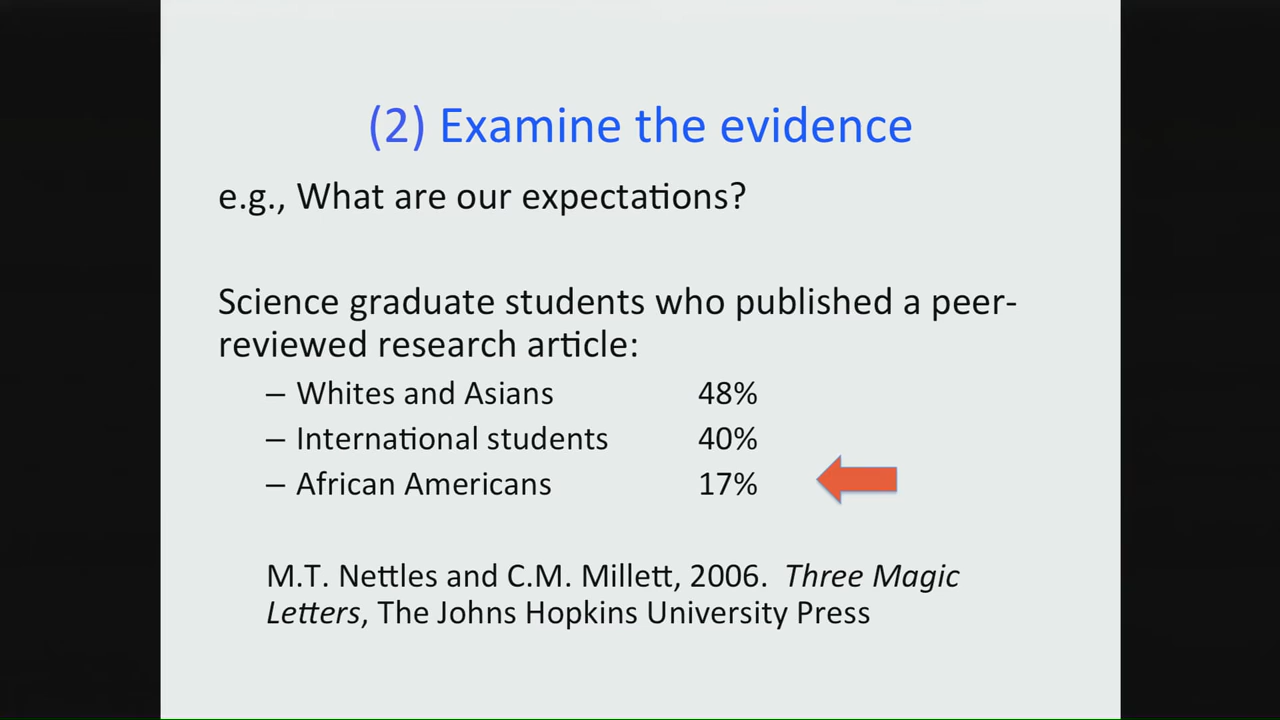 (2) Examine the evidence
e.g., What are our expectations?
Science graduate students who published a peer-
reviewed research article:
– Whites and Asians 48%
– International students 40%
– African Americans 17%
M.T. Nettles and C.M. Millett, 2006. Three Magic
Letters, The Johns Hopkins University Press